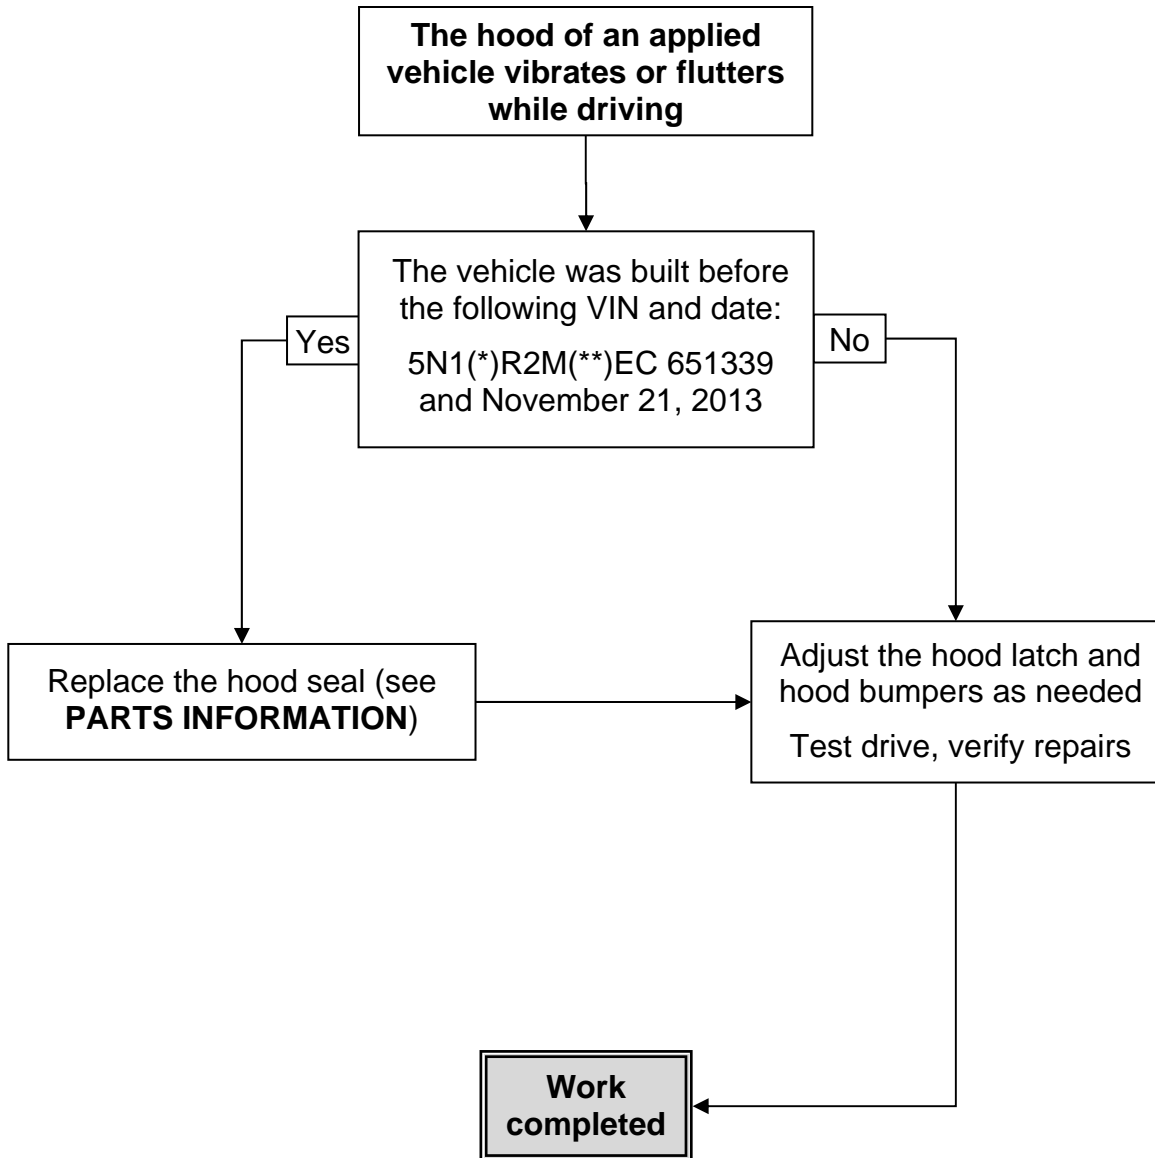 The hood of an applied
vehicle vibrates or flutters
while driving
The vehicle was built before
the following VIN and date:
5N1(*)R2M(**)EC 651339
and November 21, 2013
Yes
No
Replace the hood seal (see
PARTS INFORMATION)
Adjust the hood latch and
hood bumpers as needed
Test drive, verify repairs
Work
completed